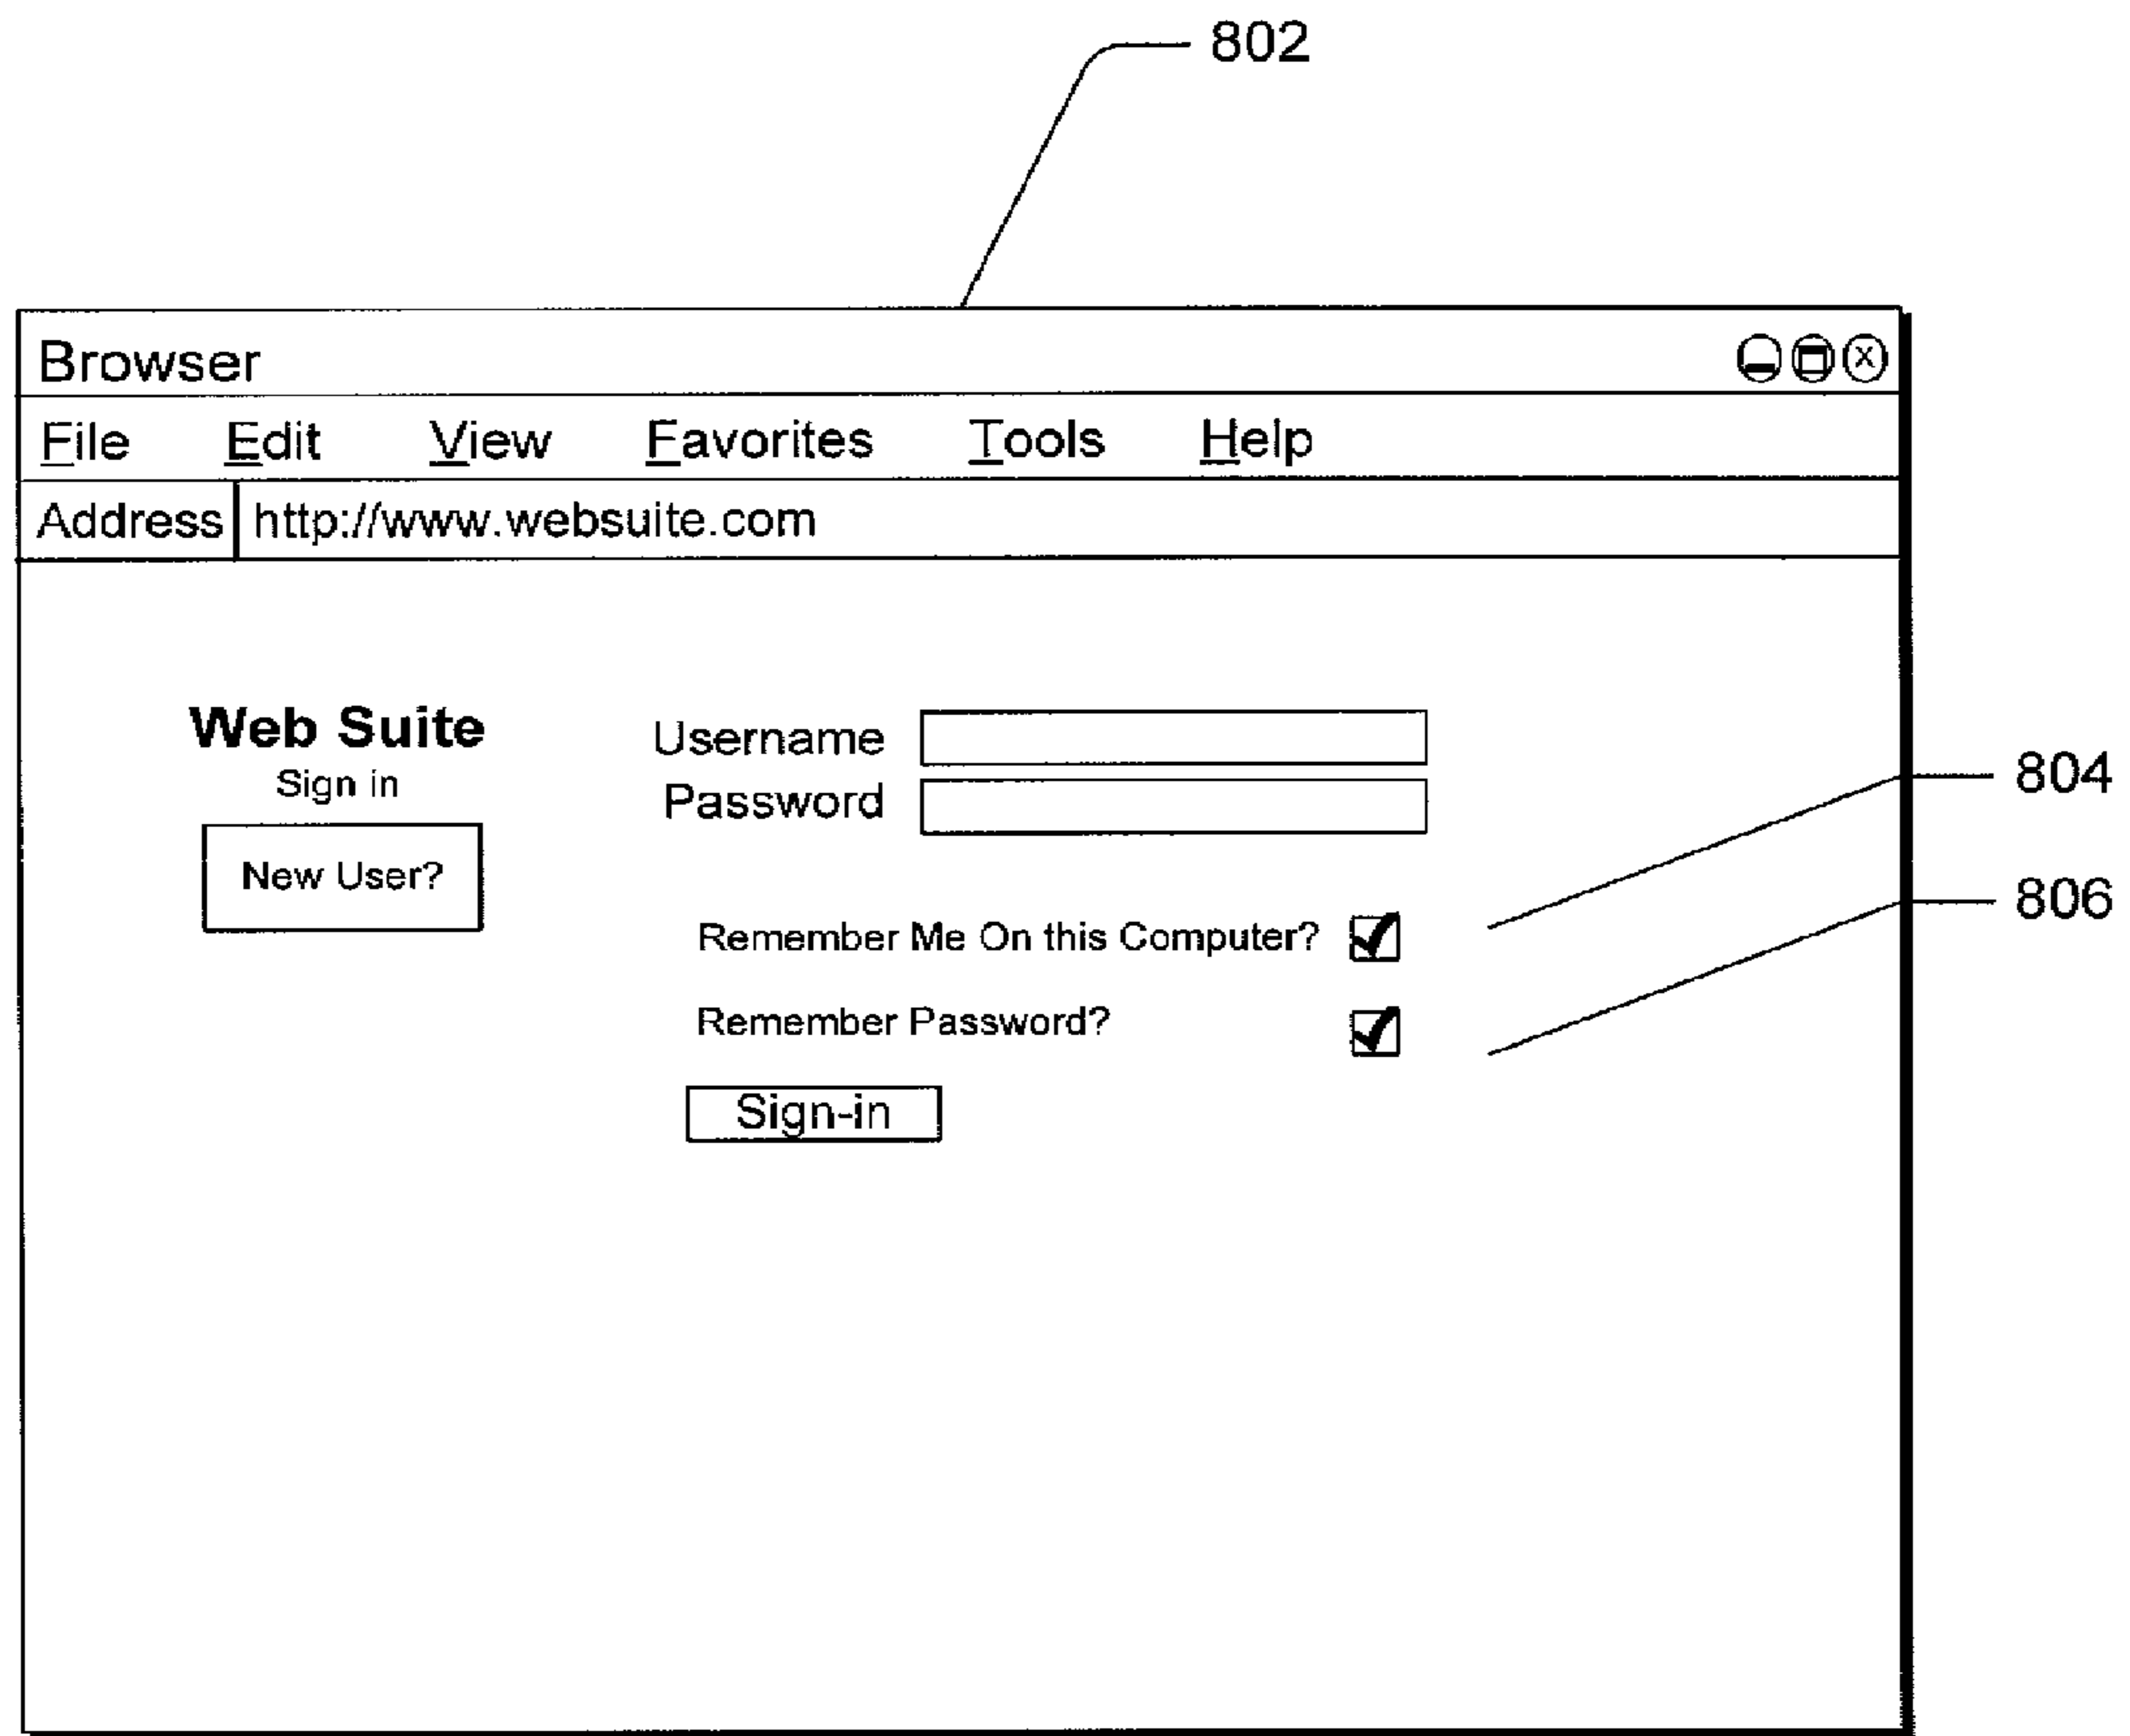 802
Browser
File Edit View Favorites Tools Help
Address http://www.websuite.com
Web Suite
Sign in
New User?
Username
Password
804
806
Remember Me On this Computer?
Remember Password?
Sign-in